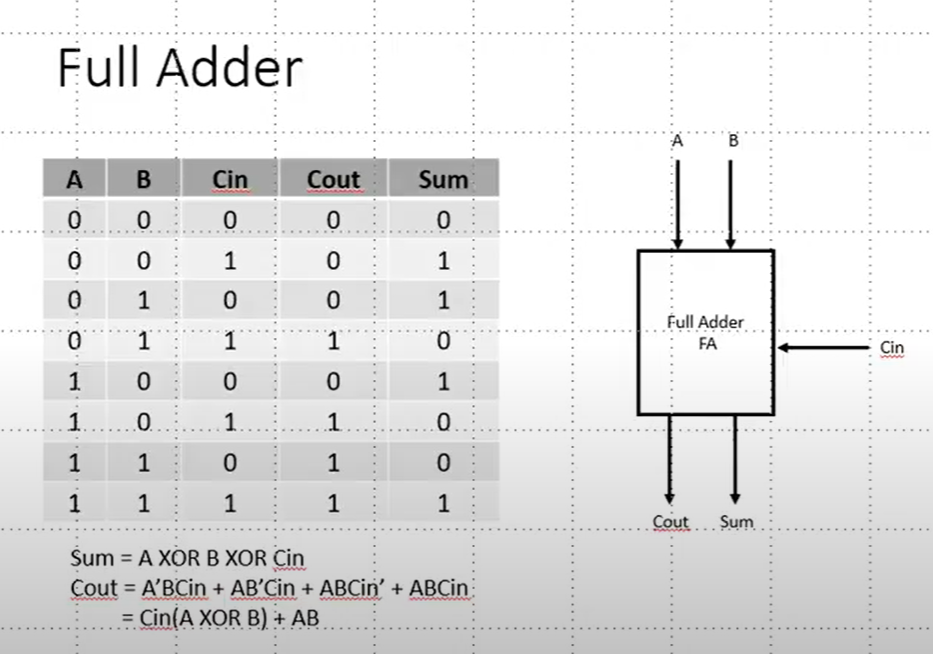 Full Adder
A B Cin Cout Sum
0 0 0 0 0
0 0 1 0 1
0 1 0 0 1
0 1 1 1 0
1 0 0 0 1
1 0 1 1 0
1 1 0 1 0
1 1 1 1 1
Sum = A XOR B XOR Cin
Cout = A’BCin + AB’Cin + ABCin’ + ABCin
= Cin(A XOR B) + AB
A B
Full Adder
FA
Cin
Cout Sum